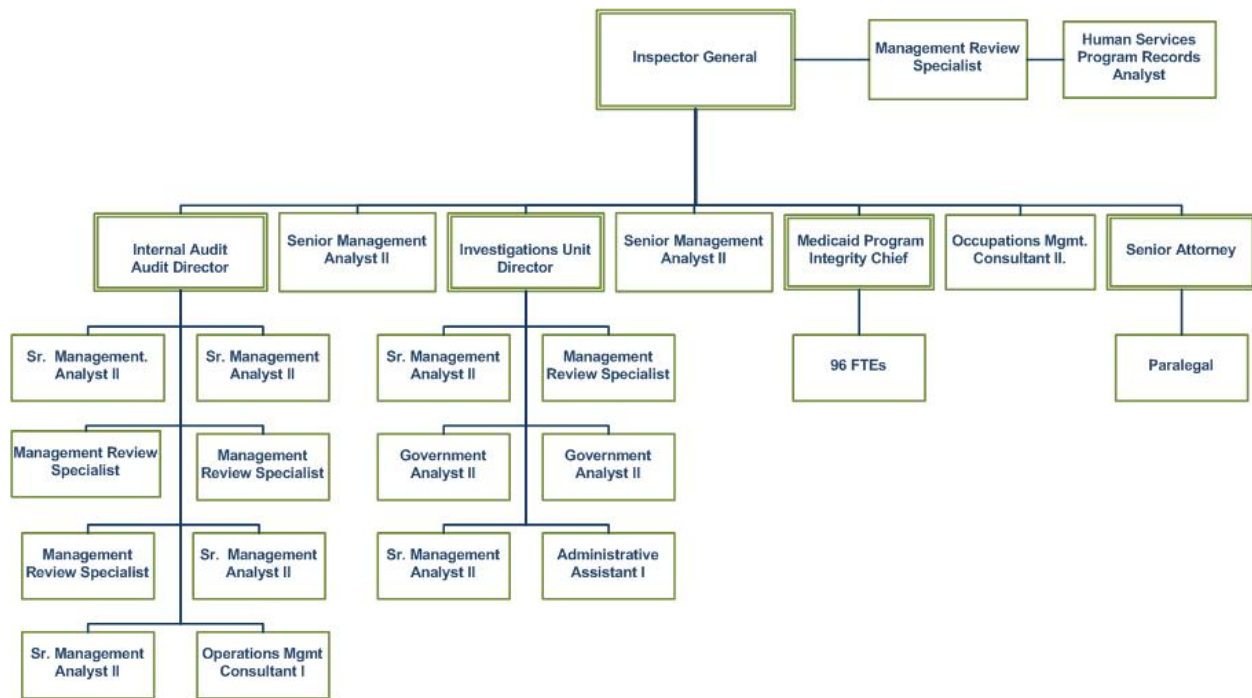 Inspector General
Management Review
Specialist
Human Services
Program Records
Analyst
Internal Audit
Audit Director
Senior Management
Analyst II
Investigations Unit
Director
Senior Management
Analyst II
Medicaid Program
Integrity Chief
Occupations Mgmt.
Consultant II.
Senior Attorney
Sr. Management.
Analyst II
Sr. Management
Analyst II
Sr. Management
Analyst II
Management
Review Specialist
96 FTEs
Paralegal
Management Review
Specialist
Management
Review Specialist
Government
Analyst II
Government
Analyst II
Management
Review Specialist
Sr. Management
Analyst II
Sr. Management
Analyst II
Administrative
Assistant I
Sr. Management
Analyst II
Operations Mgmt
Consultant I